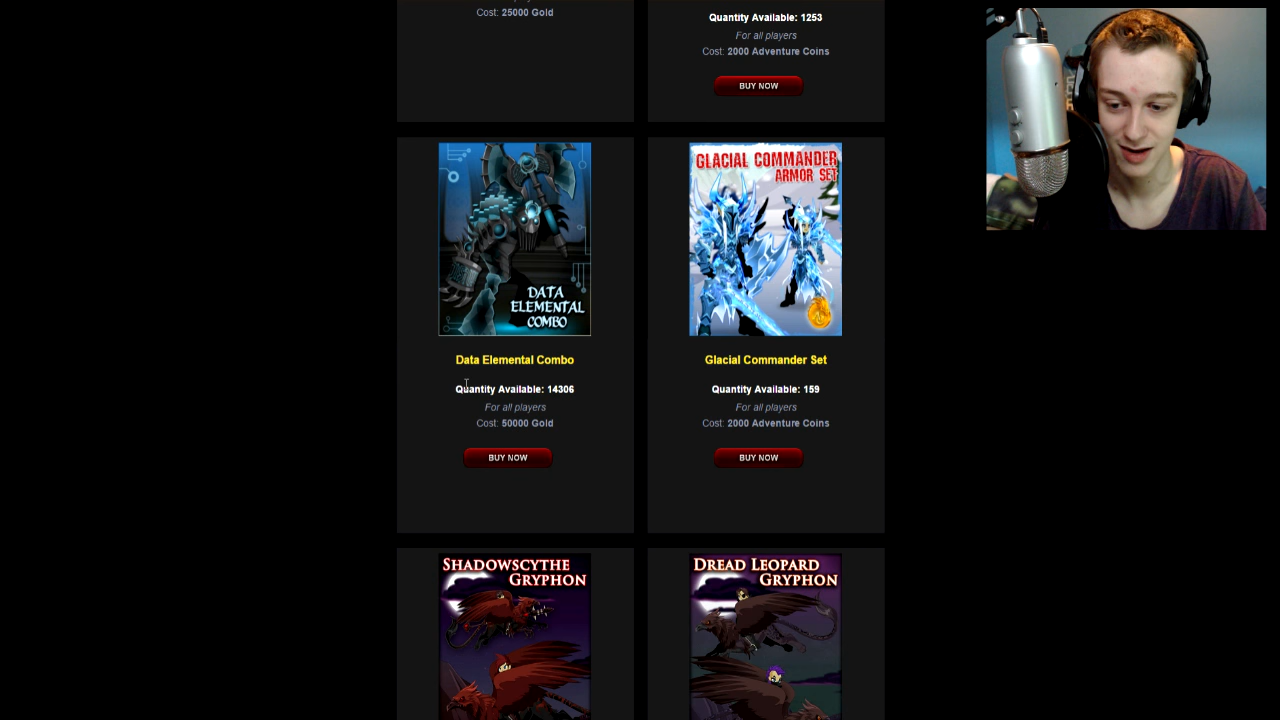 Cost: 25000 Gold
Quantity Available: 1253
For all players
Cost: 2000 Adventure Coins
BUY NOW
DATA
ELEMENTAL
COMBO
Data Elemental Combo
Quantity Available: 14306
For all players
Cost: 50000 Gold
BUY NOW
GLACIAL COMMANDER
ARMOR SET
Glacial Commander Set
Quantity Available: 159
For all players
Cost: 2000 Adventure Coins
BUY NOW
SHADOWSCYTHE
GRYPHON
DREAD LEOPARD
GRYPHON